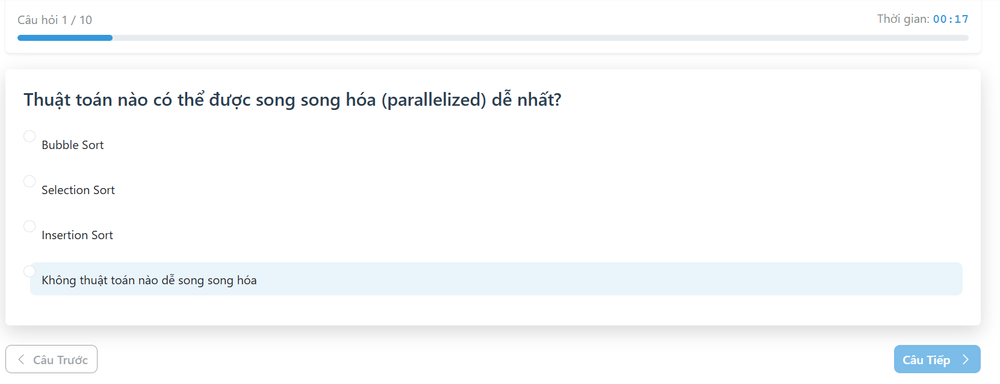 Câu hỏi 1 / 10
Thời gian: 00:17
Thuật toán nào có thể được song song hóa (parallelized) dễ nhất?
Bubble Sort
Selection Sort
Insertion Sort
Không thuật toán nào dễ song song hóa
Câu Trước
Câu Tiếp